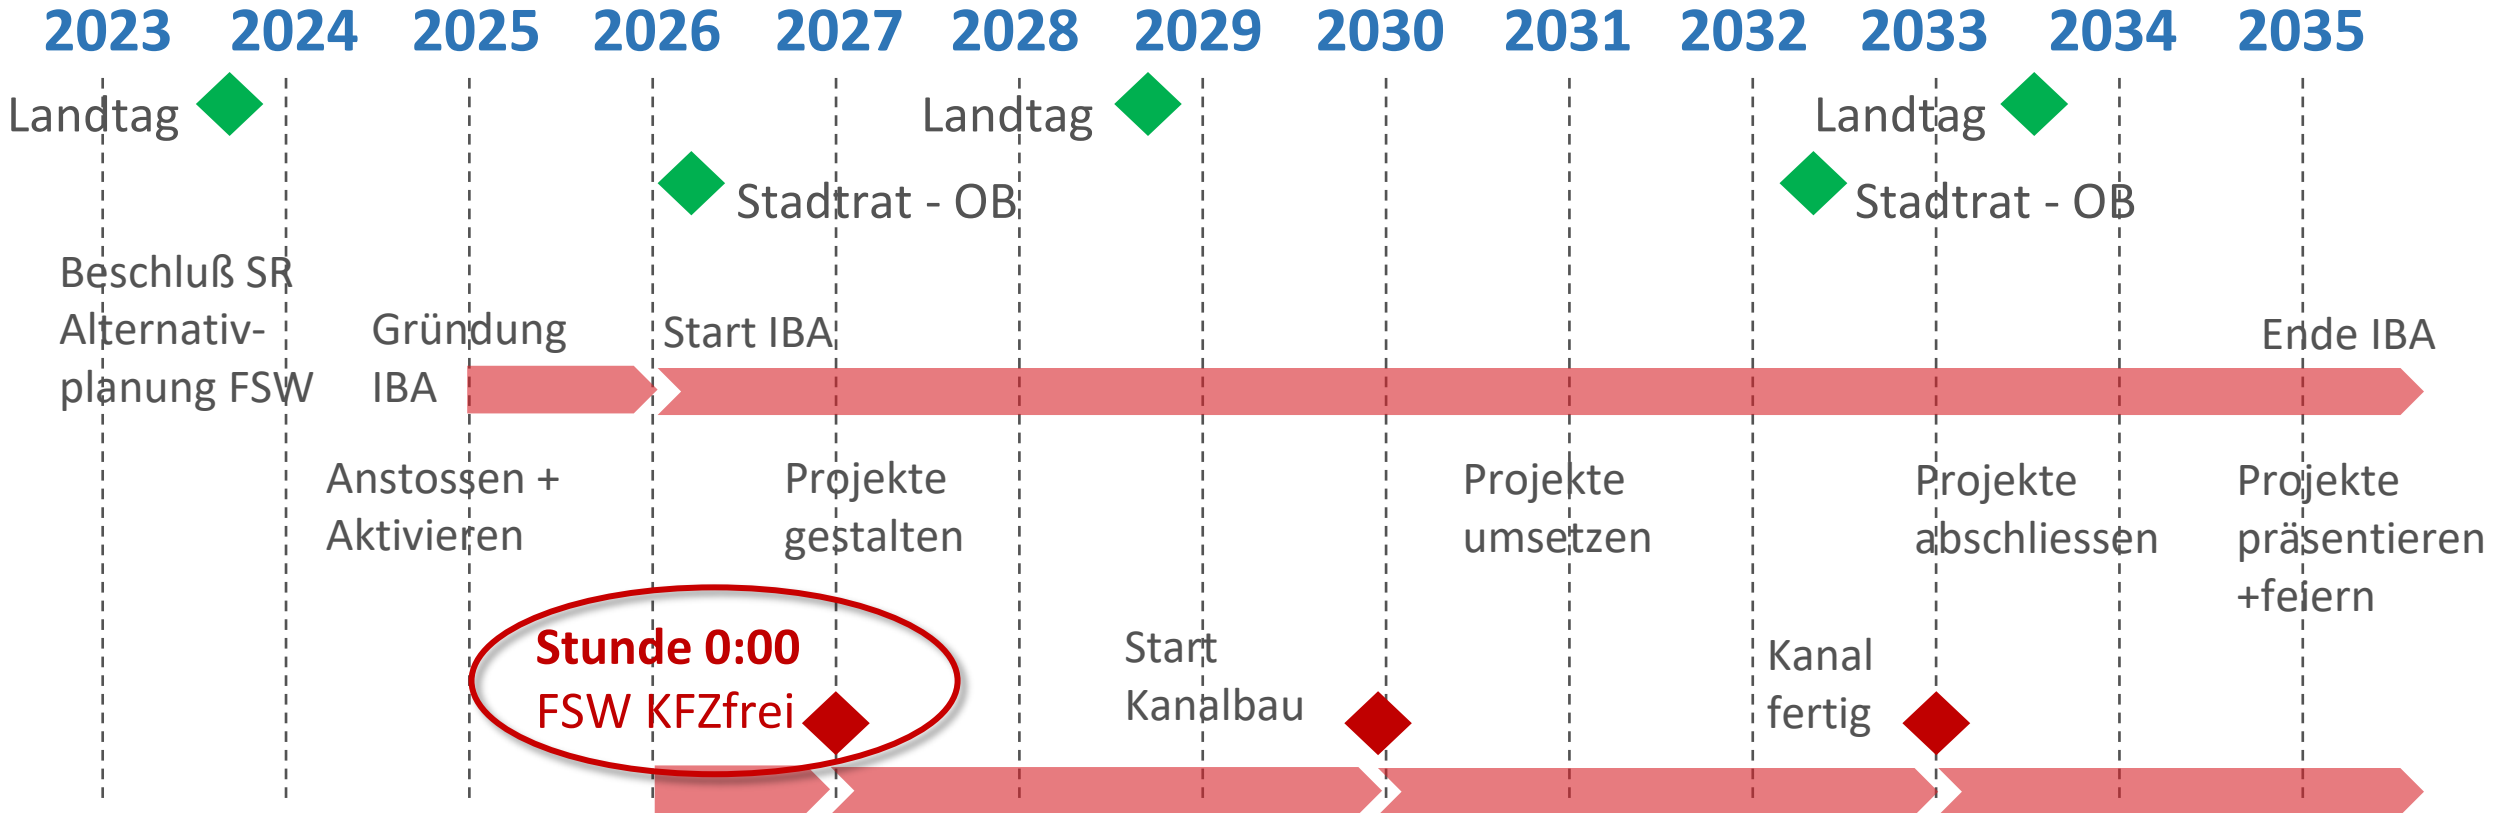 2023 2024 2025 2026 2027 2028 2029 2030 2031 2032 2033 2034 2035
Landtag Landtag Landtag
Stadtrat - OB Stadtrat - OB
Beschluß SR
Alternativ-
planung FSW
Gründung
IBA
Start IBA
Ende IBA
Anstossen +
Aktivieren
Projekte
gestalten
Projekte
umsetzen
Projekte
abschliessen
Projekte
präsentieren
+feiern
Stunde 0:00
FSW KFZfrei
Start
Kanalbau
Kanal
fertig